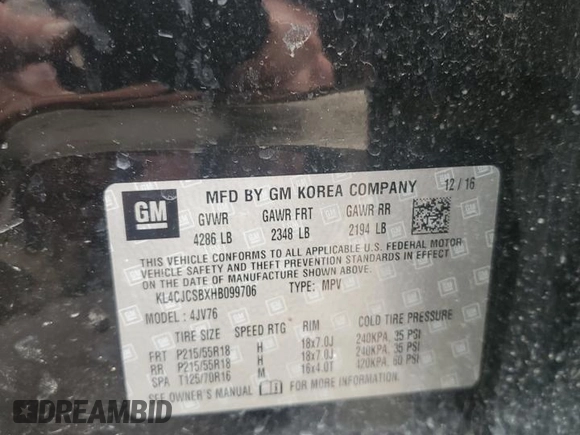 GM
MFD BY GM KOREA COMPANY 12/16
GVWR GAWR FRT GAWR RR
4286 LB 2348 LB 2194 LB
THIS VEHICLE CONFORMS TO ALL APPLICABLE U.S. FEDERAL MOTOR
VEHICLE SAFETY AND THEFT PREVENTION STANDARDS IN EFFECT
ON THE DATE OF MANUFACTURE SHOWN ABOVE.
KL4CJCSBXHB099706 TYPE: MPV
MODEL : 4JV76
TIRE SIZE SPEED RTG RIM COLD TIRE PRESSURE
FRT P215/55R18 H 18x7.0J 240KPA, 35 PSI
RR P215/55R18 H 18x7.0J 240KPA, 35 PSI
SPA T125/70R16 M 16x4.0T 420KPA, 60 PSI
SEE OWNER'S MANUAL FOR MORE INFORMATION.
DREAMBID